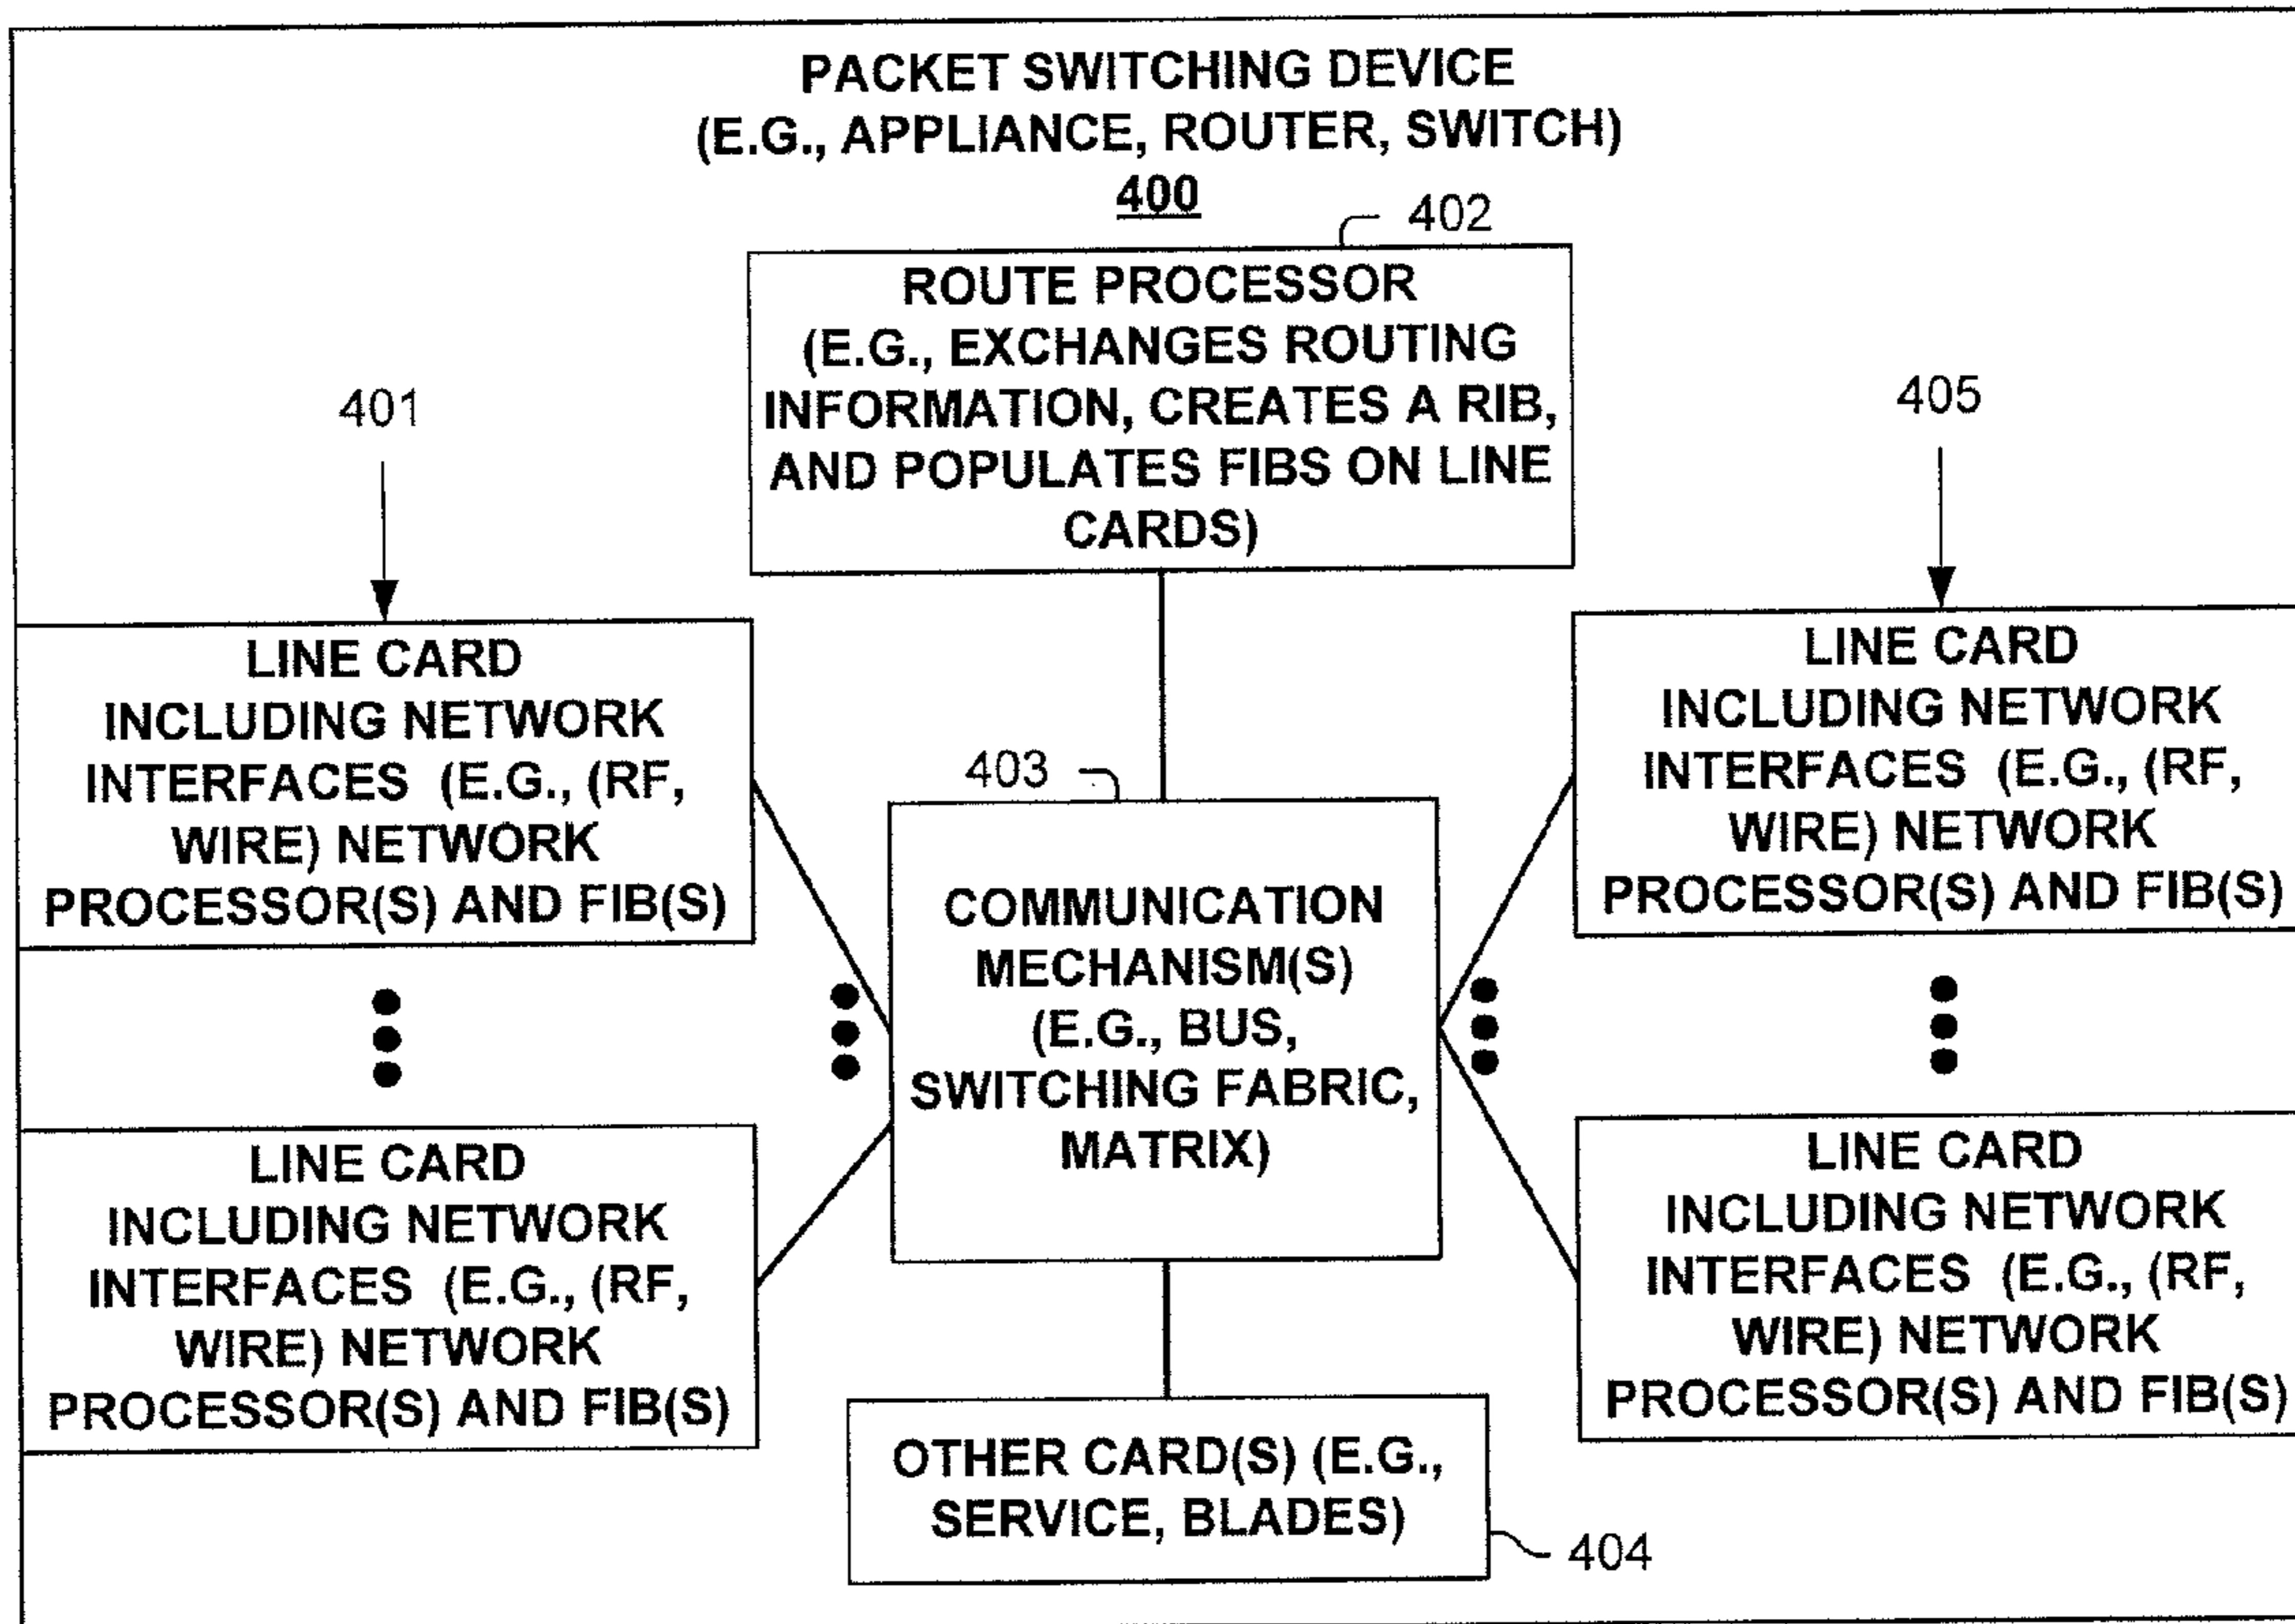 PACKET SWITCHING DEVICE
(E.G., APPLIANCE, ROUTER, SWITCH)
400
402
ROUTE PROCESSOR
(E.G., EXCHANGES ROUTING
INFORMATION, CREATES A RIB,
AND POPULATES FIBS ON LINE
CARDS)
401
405
LINE CARD
INCLUDING NETWORK
INTERFACES (E.G., (RF,
WIRE) NETWORK
PROCESSOR(S) AND FIB(S)
LINE CARD
INCLUDING NETWORK
INTERFACES (E.G., (RF,
WIRE) NETWORK
PROCESSOR(S) AND FIB(S)
403
COMMUNICATION
MECHANISM(S)
(E.G., BUS,
SWITCHING FABRIC,
MATRIX)
LINE CARD
INCLUDING NETWORK
INTERFACES (E.G., (RF,
WIRE) NETWORK
PROCESSOR(S) AND FIB(S)
LINE CARD
INCLUDING NETWORK
INTERFACES (E.G., (RF,
WIRE) NETWORK
PROCESSOR(S) AND FIB(S)
OTHER CARD(S) (E.G.,
SERVICE, BLADES)
404